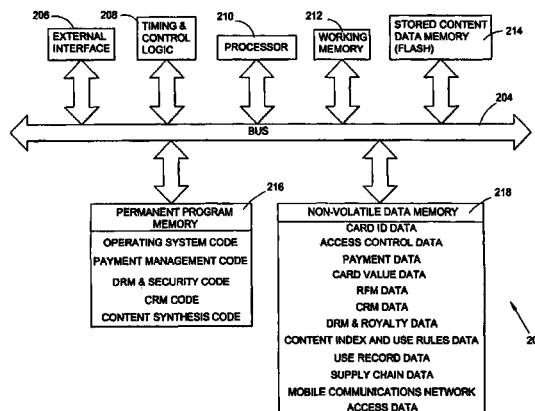 206
EXTERNAL
INTERFACE
208
TIMING &
CONTROL
LOGIC
210
PROCESSOR
212
WORKING
MEMORY
STORED CONTENT
DATA MEMORY
(FLASH)
214
204
BUS
216
PERMANENT PROGRAM
MEMORY
OPERATING SYSTEM CODE
PAYMENT MANAGEMENT CODE
DRM & SECURITY CODE
CRM CODE
CONTENT SYNTHESIS CODE
218
NON-VOLATILE DATA MEMORY
CARD ID DATA
ACCESS CONTROL DATA
PAYMENT DATA
CARD VALUE DATA
RFM DATA
CRM DATA
DRM & ROYALTY DATA
CONTENT INDEX AND USE RULES DATA
USE RECORD DATA
SUPPLY CHAIN DATA
MOBILE COMMUNICATIONS NETWORK
ACCESS DATA